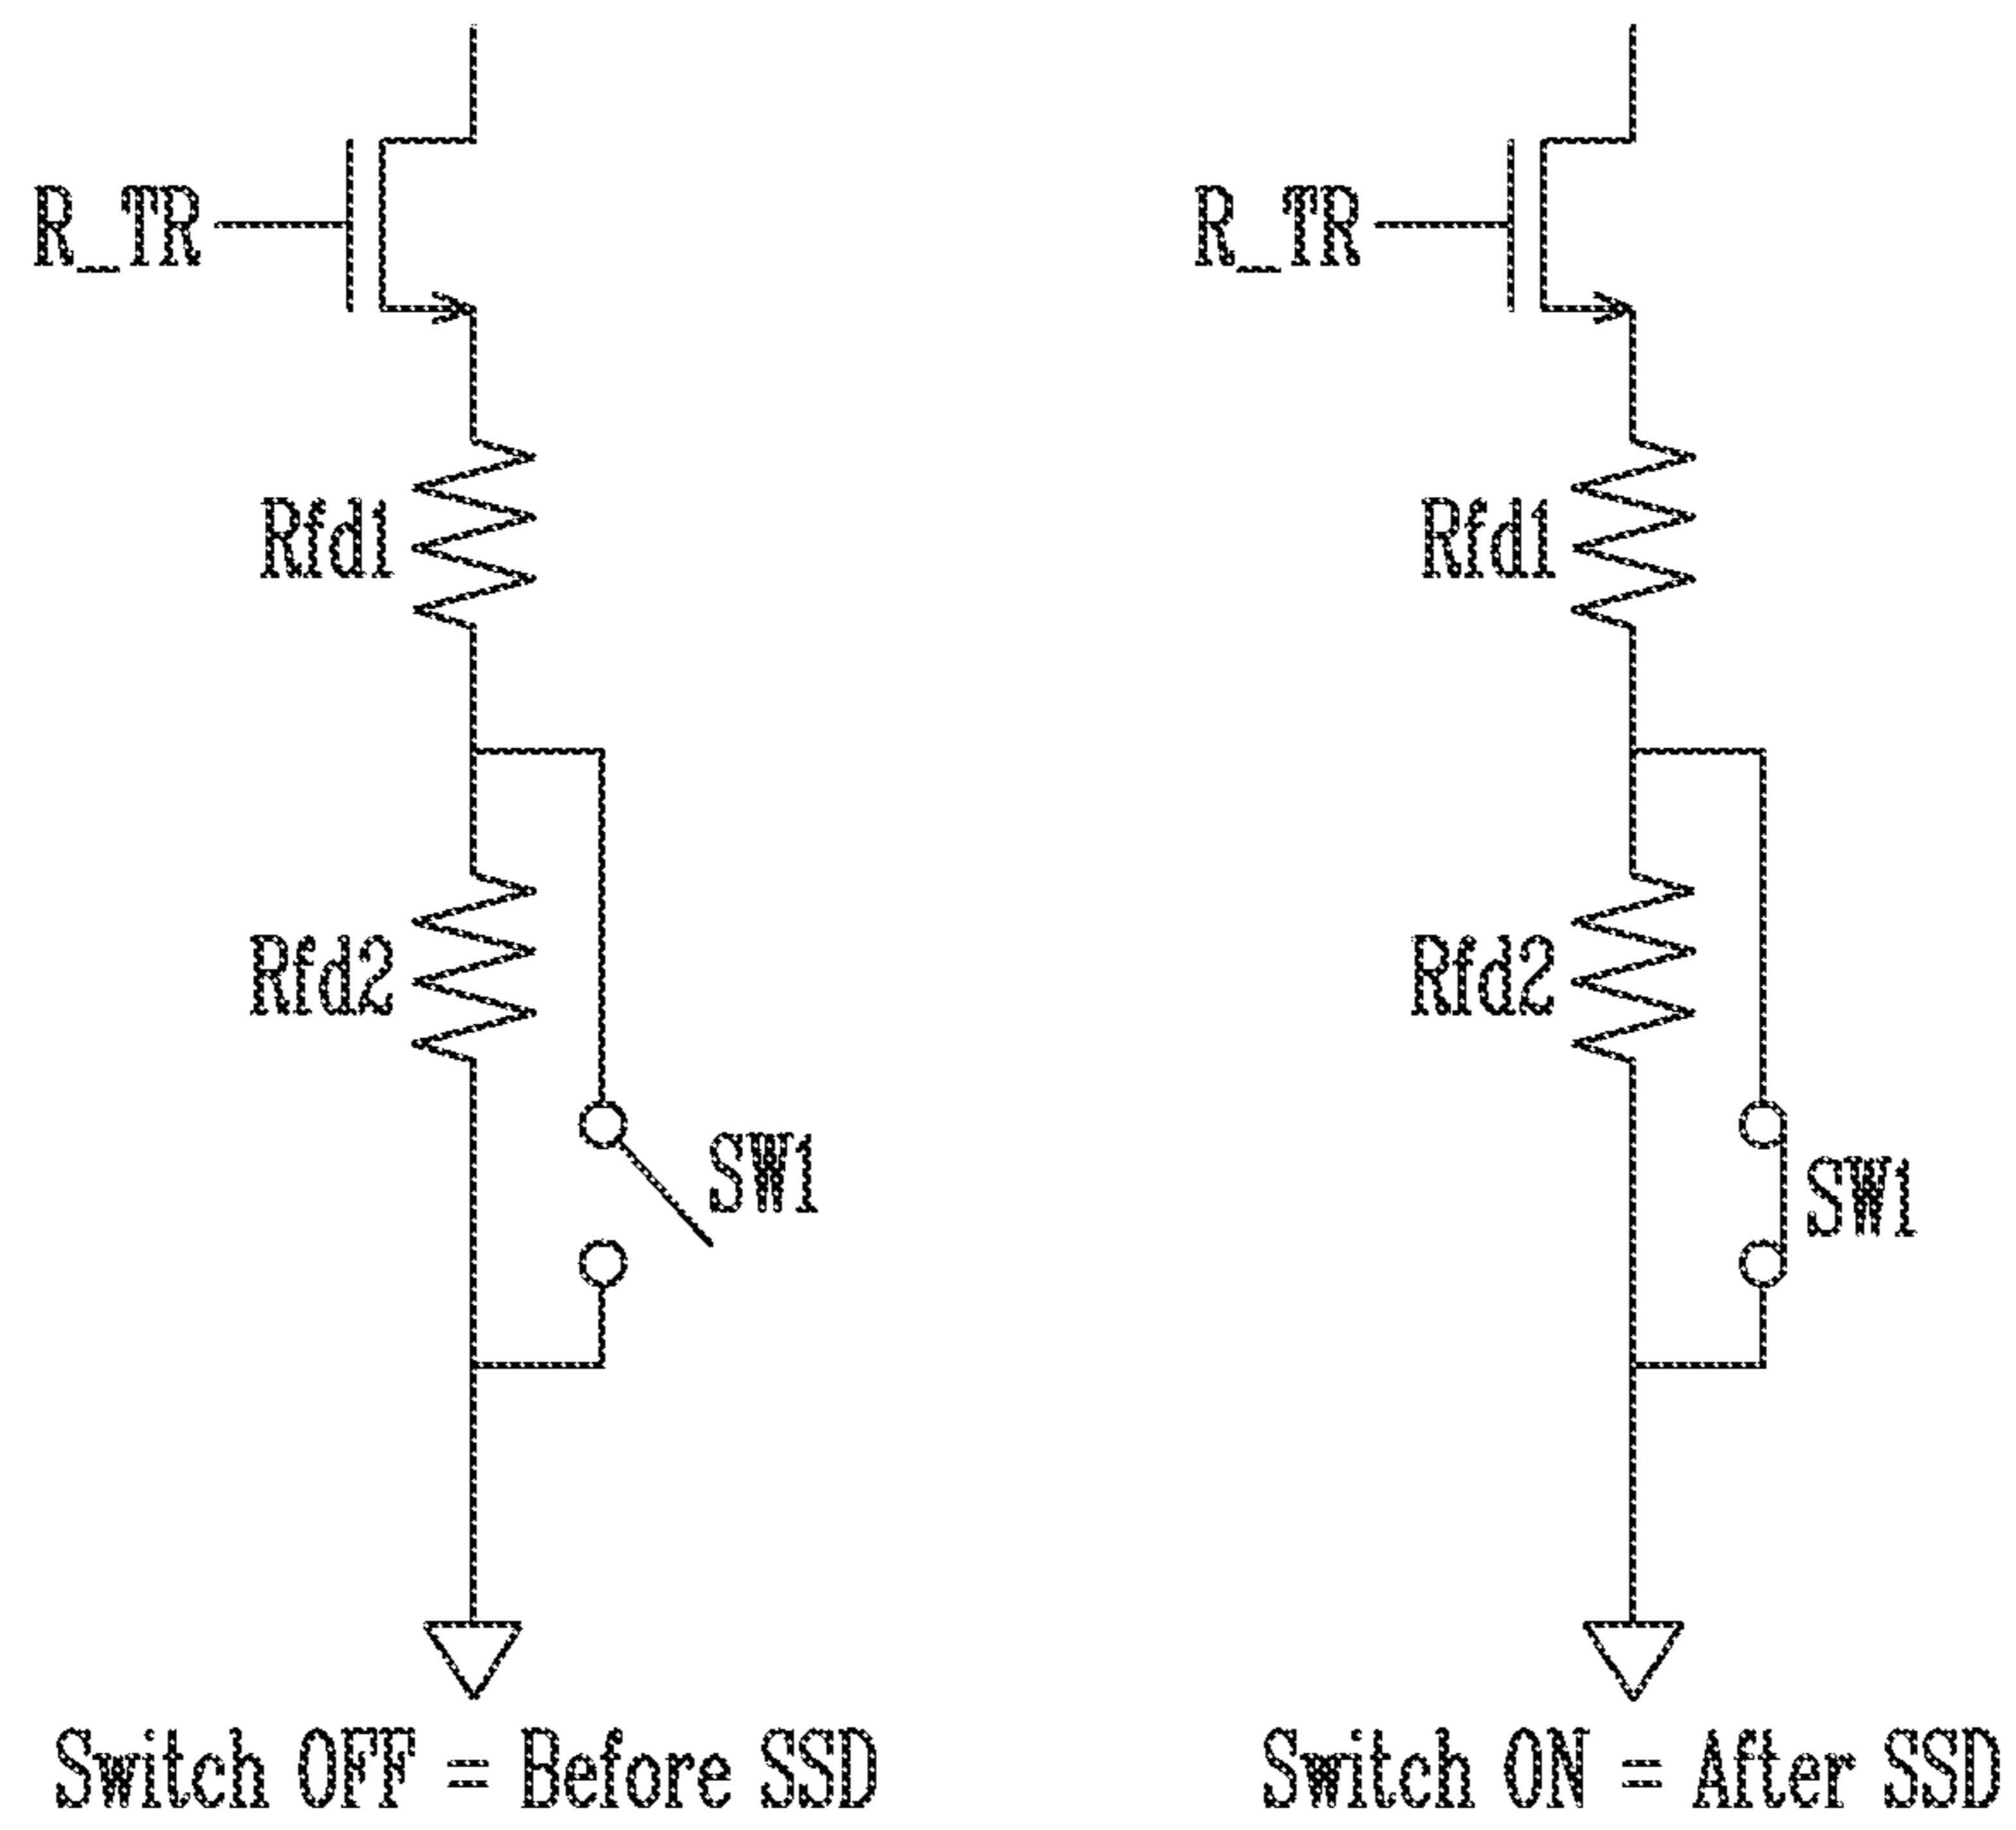 R_TR
Rfd1
Rfd2
SW1
Switch OFF = Before SSD
R_TR
Rfd1
Rfd2
SW1
Switch ON = After SSD